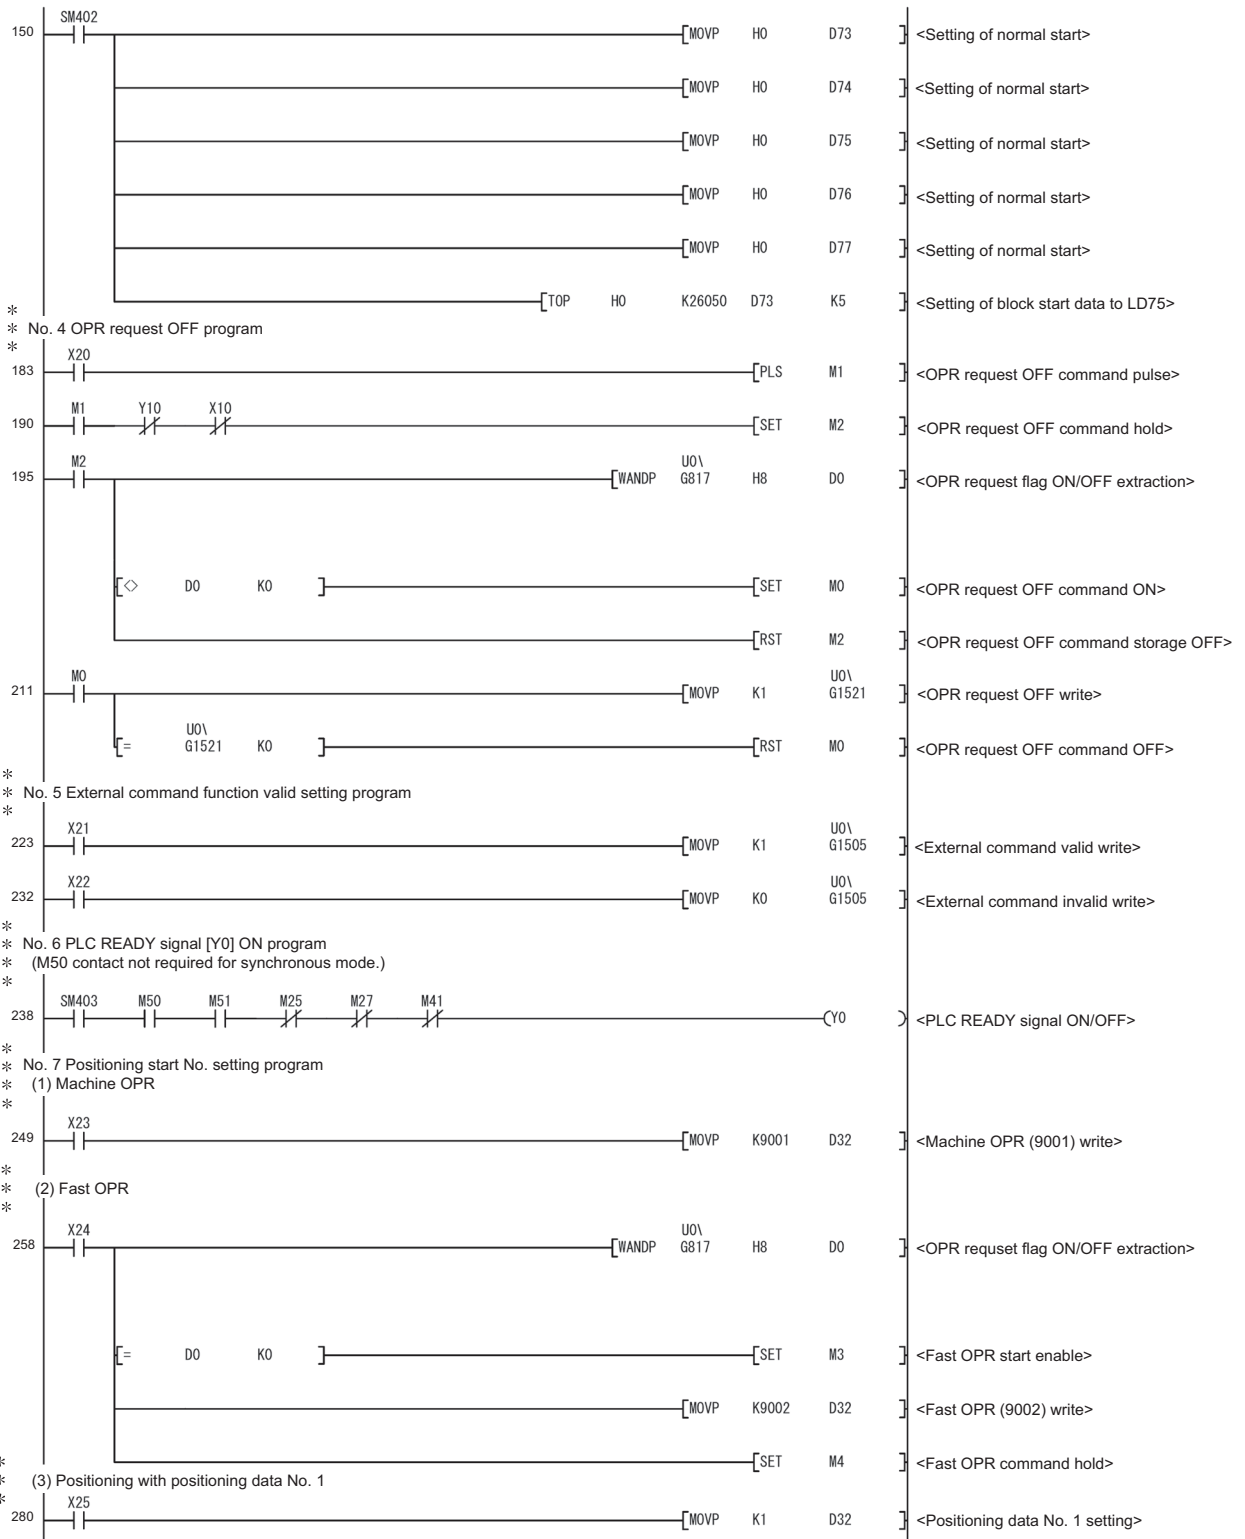 SM402
150 [MOVP H0 D73 ] <Setting of normal start>
[MOVP H0 D74 ] <Setting of normal start>
[MOVP H0 D75 ] <Setting of normal start>
[MOVP H0 D76 ] <Setting of normal start>
[MOVP H0 D77 ] <Setting of normal start>
[TOP H0 K26050 D73 K5 ] <Setting of block start data to LD75>
*
* No. 4 OPR request OFF program
*
X20
183 [PLS M1 ] <OPR request OFF command pulse>
M1 Y10 X10
190 [SET M2 ] <OPR request OFF command hold>
M2 U0\
195 [WANDP G817 H8 D0 ] <OPR request flag ON/OFF extraction>
[<> D0 K0 ] [SET M0 ] <OPR request OFF command ON>
[RST M2 ] <OPR request OFF command storage OFF>
M0 U0\
211 [MOVP K1 G1521 ] <OPR request OFF write>
U0\
[= G1521 K0 ] [RST M0 ] <OPR request OFF command OFF>
*
* No. 5 External command function valid setting program
*
X21 U0\
223 [MOVP K1 G1505 ] <External command valid write>
X22 U0\
232 [MOVP K0 G1505 ] <External command invalid write>
*
* No. 6 PLC READY signal [Y0] ON program
* (M50 contact not required for synchronous mode.)
*
SM403 M50 M51 M25 M27 M41
238 (Y0 ) <PLC READY signal ON/OFF>
*
* No. 7 Positioning start No. setting program
* (1) Machine OPR
*
X23
249 [MOVP K9001 D32 ] <Machine OPR (9001) write>
*
* (2) Fast OPR
*
X24 U0\
258 [WANDP G817 H8 D0 ] <OPR requset flag ON/OFF extraction>
[= D0 K0 ] [SET M3 ] <Fast OPR start enable>
[MOVP K9002 D32 ] <Fast OPR (9002) write>
[SET M4 ] <Fast OPR command hold>
*
* (3) Positioning with positioning data No. 1
*
X25
280 [MOVP K1 D32 ] <Positioning data No. 1 setting>